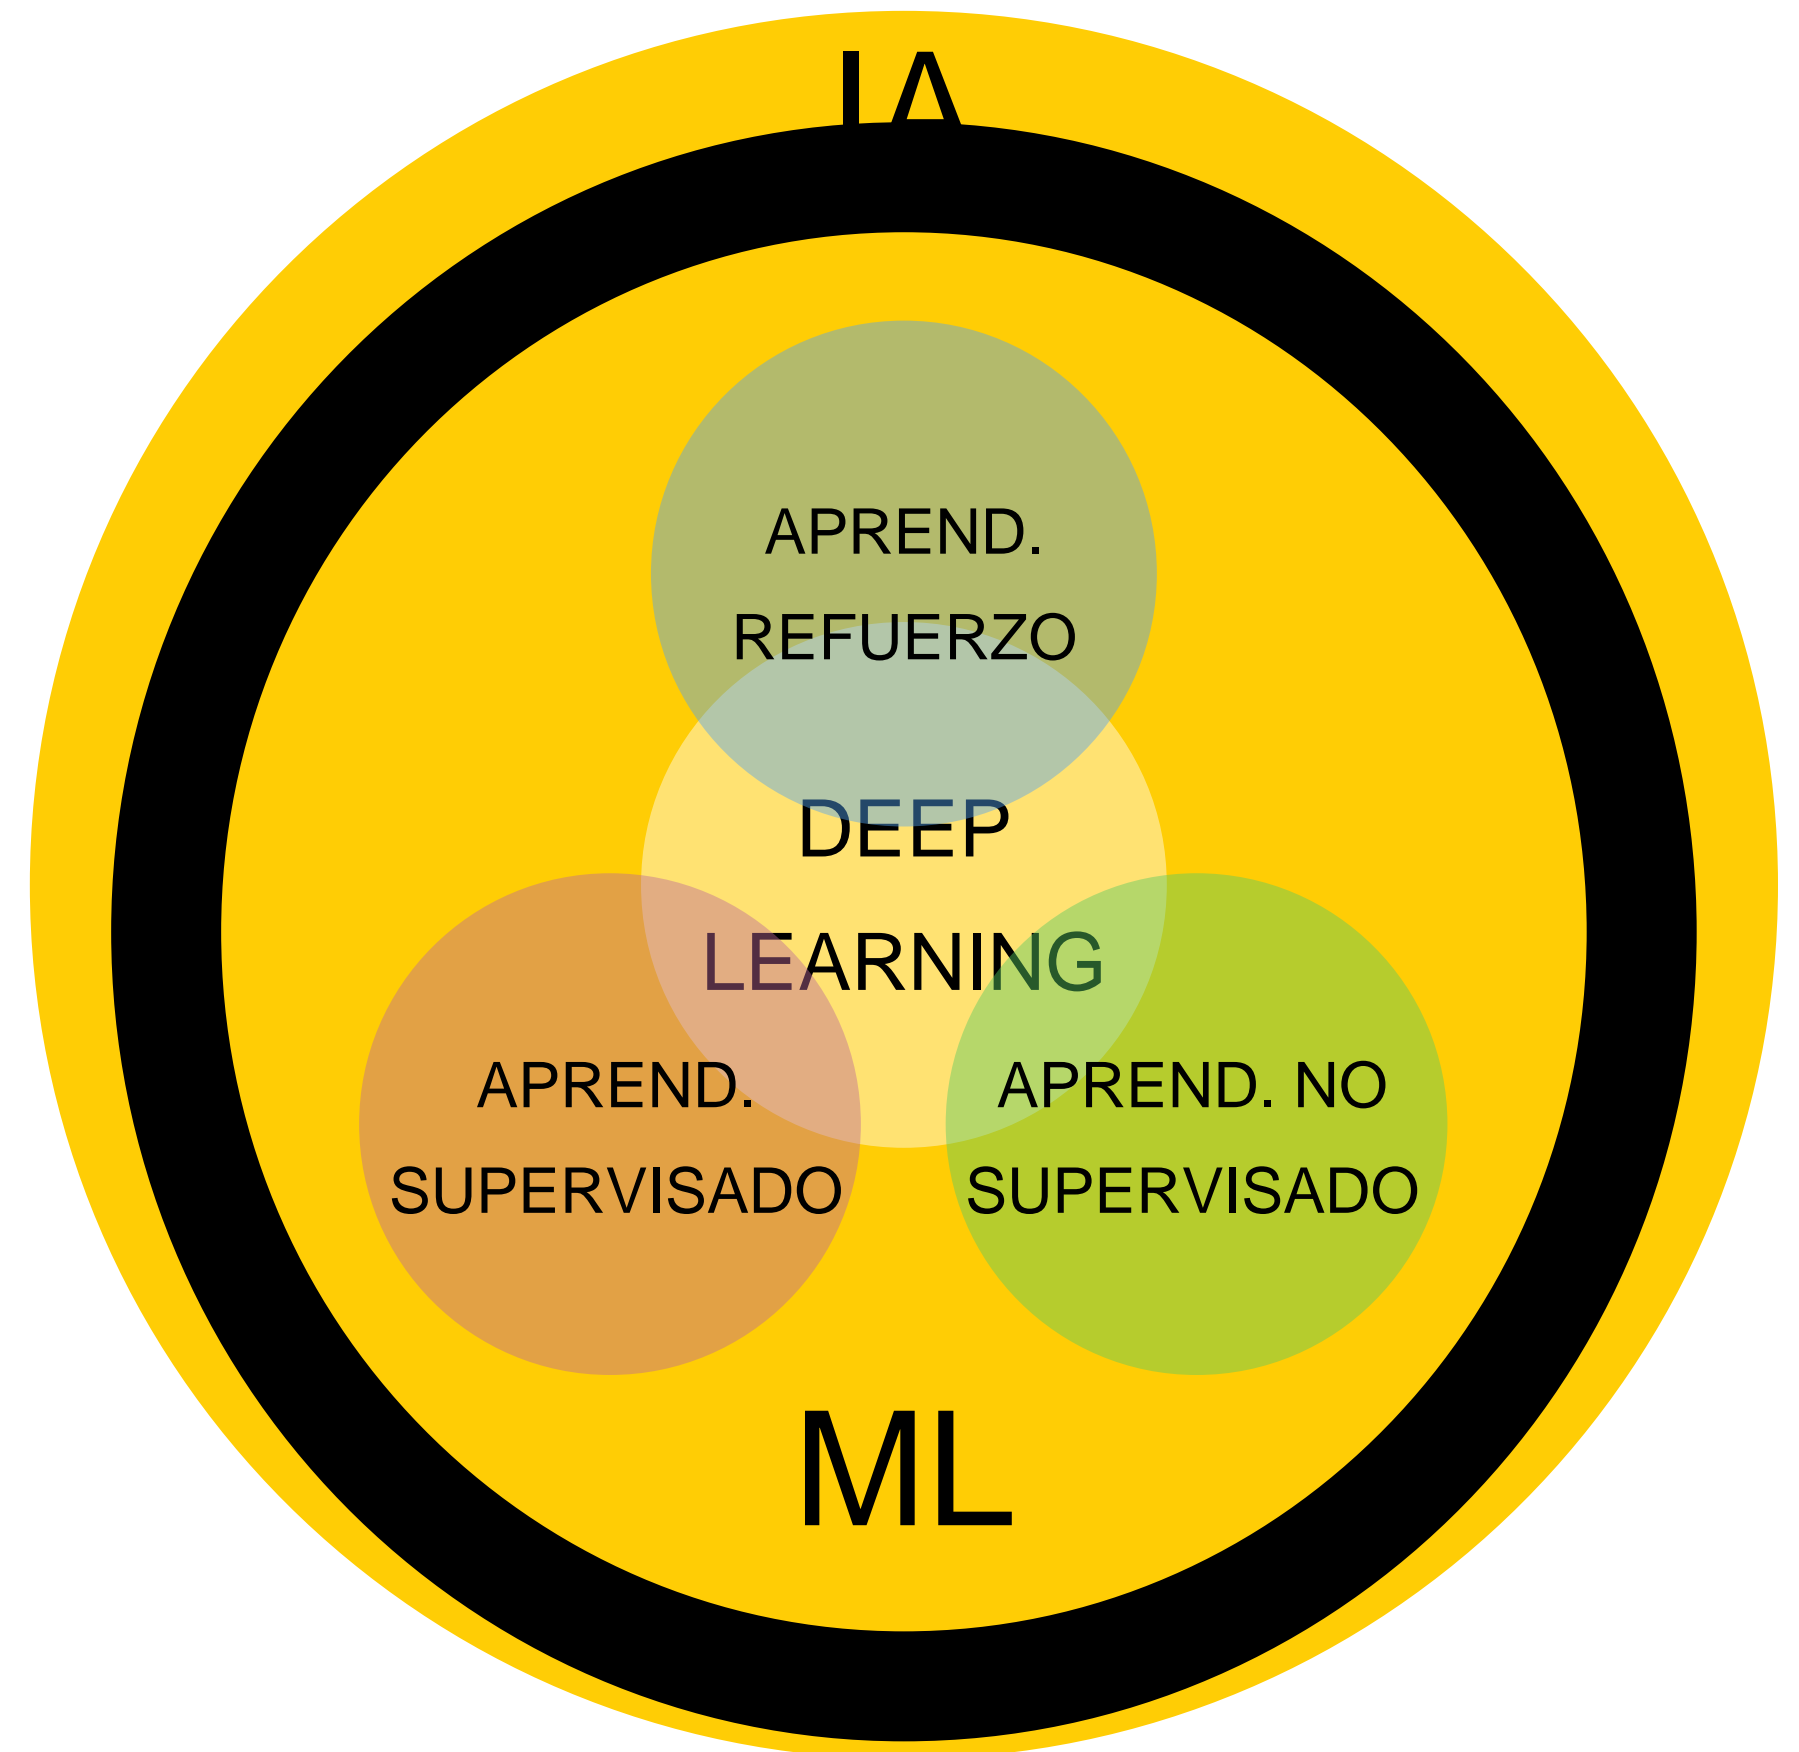 IA
APREND.
REFUERZO
DEEP
LEARNING
APREND.
SUPERVISADO
APREND. NO
SUPERVISADO
ML